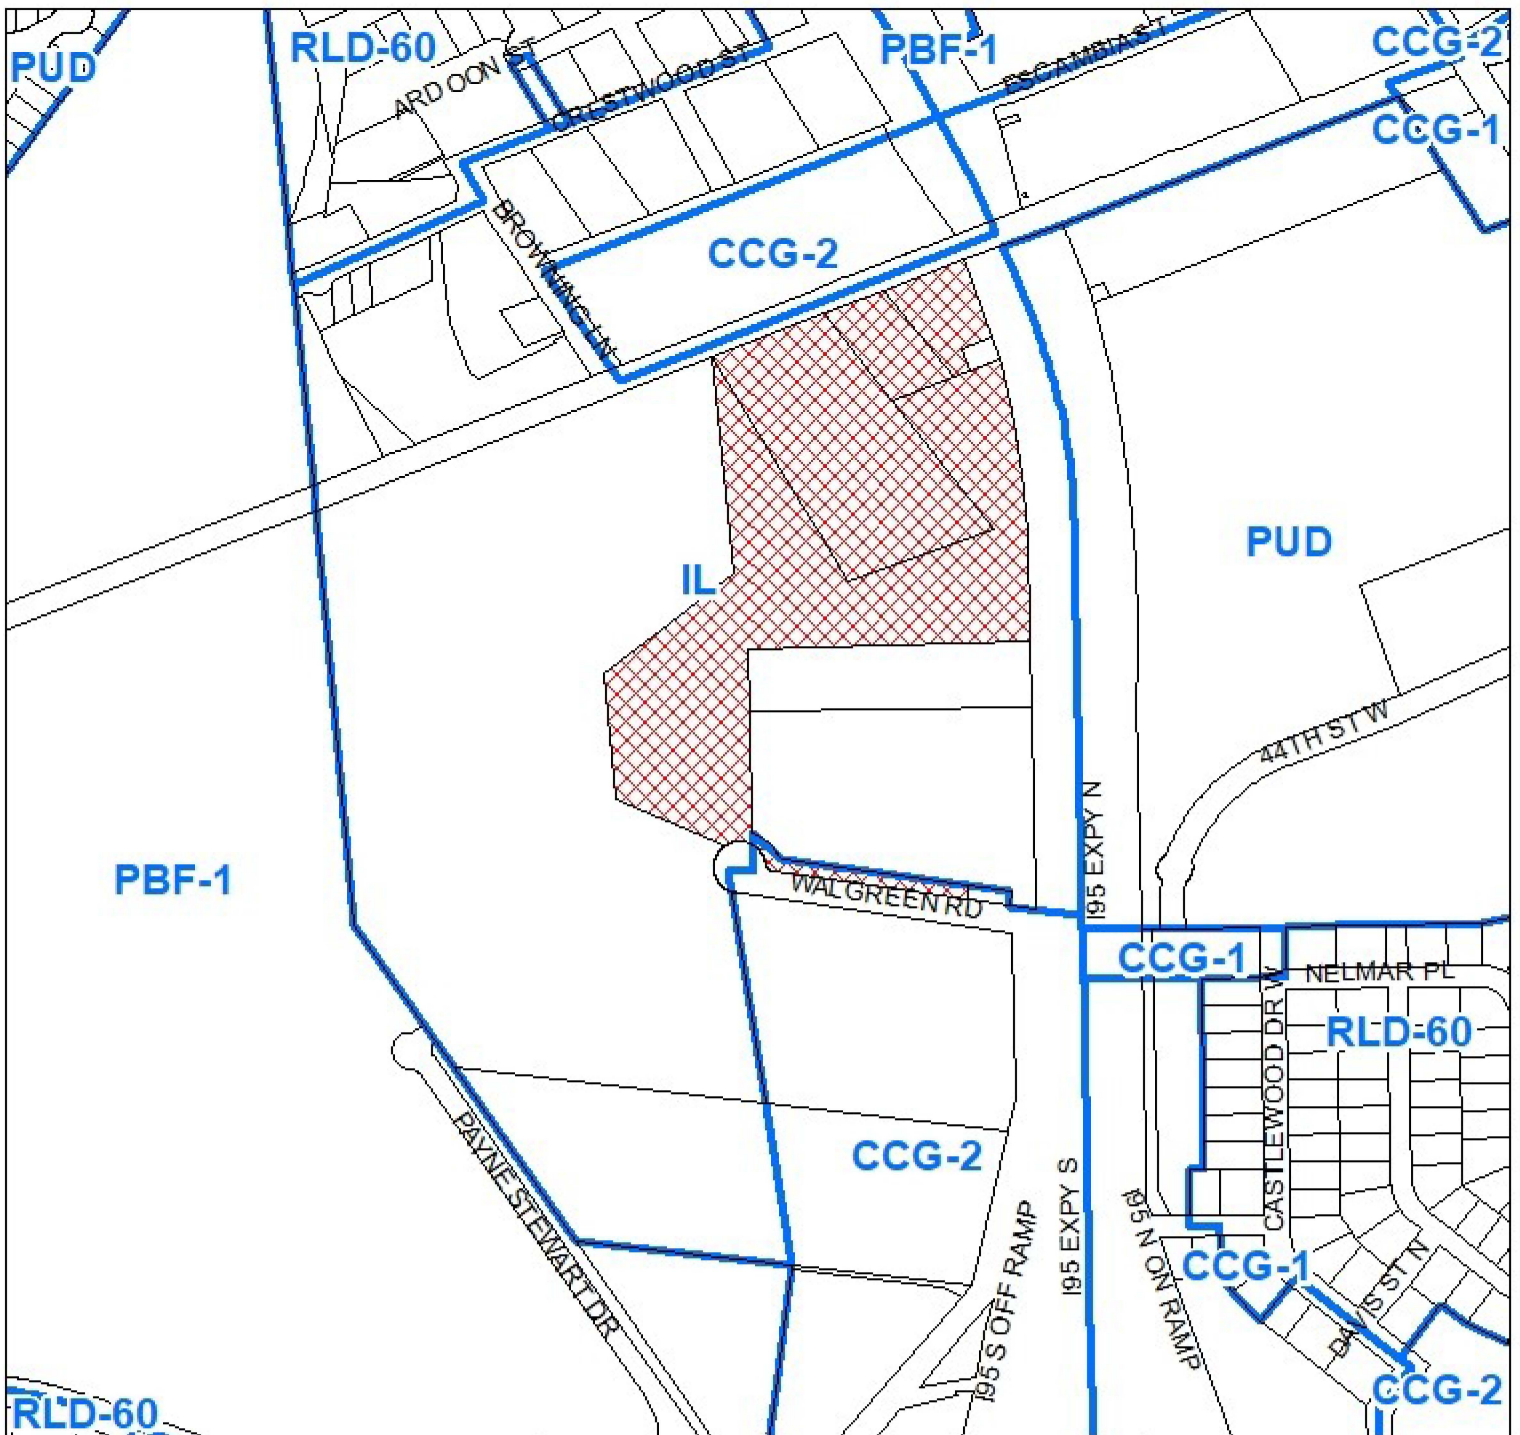 PUD
RLD-60
ARDOON ST
CRESTWOOD ST
PBF-1
ESCAMBIA ST
CCG-2
CCG-1
BROWNING LN
CCG-2
IL
PUD
44TH ST W
I95 EXPY N
PBF-1
WALGREEN RD
CCG-1
NELMAR PL
RLD-60
CASTLEWOOD DR W
PAYNE STEWART DR
CCG-2
I95 S OFF RAMP
I95 EXPY S
I95 N ON RAMP
CCG-1
DAVIS ST N
CCG-2
RLD-60